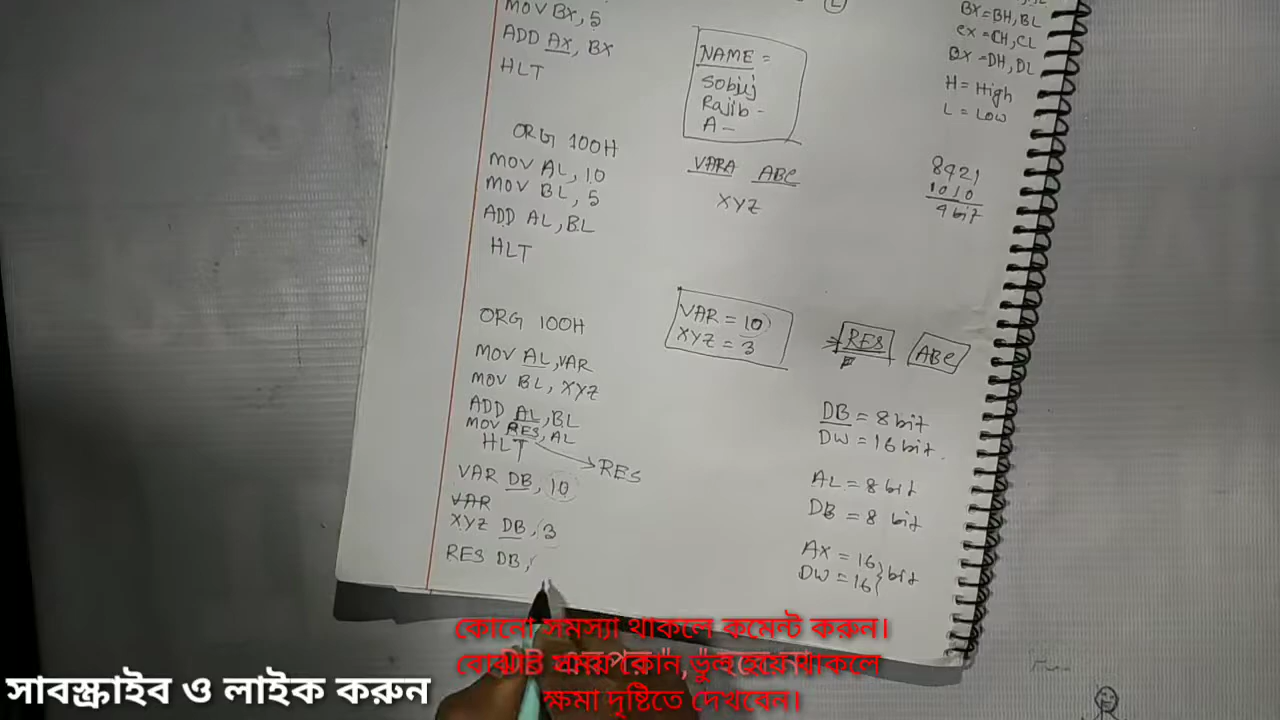 MOV BX, 5
ADD AX, BX
HLT
ORG 100H
MOV AL, 10
MOV BL, 5
ADD AL, BL
HLT
ORG 100H
MOV AL, VAR
MOV BL, XYZ
ADD AL, BL
MOV RES, AL
HLT
RES
VAR DB, 10
VAR
XYZ DB, 3
RES DB,
NAME =
Sobjuj
Rajib -
A -
VARA ABC
XYZ
VAR = 10
XYZ = 3
RES
ABC
BX = BH, BL
CX = CH, CL
BX = DH, DL
H = High
L = Low
8421
1010
4 bit
DB = 8 bit
DW = 16 bit.
AL = 8 bit
DB = 8 bit
AX = 16
DW = 16 } bit
কোনো সমস্যা থাকলে কমেন্ট করুন।
ক্ষমা দৃষ্টিতে দেখবেন।
সাবস্ক্রাইব ও লাইক করুন